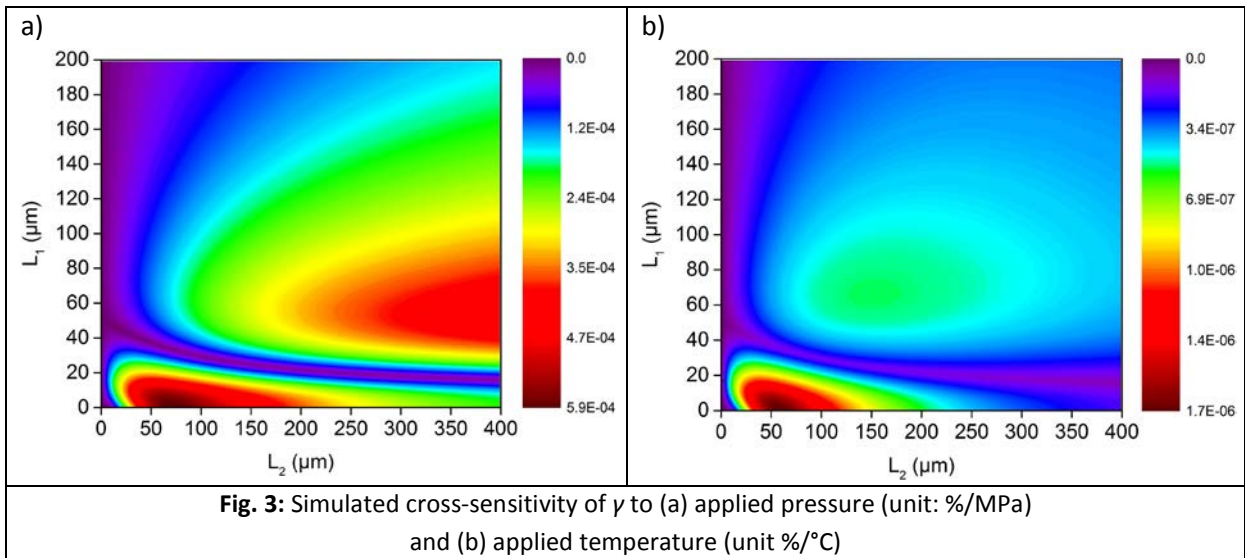 a)
200
180
160
140
120
100
80
60
40
20
0
L₁ (µm)
0 50 100 150 200 250 300 350 400
L₂ (µm)
0.0
1.2E-04
2.4E-04
3.5E-04
4.7E-04
5.9E-04
b)
200
180
160
140
120
100
80
60
40
20
0
L₁ (µm)
0 50 100 150 200 250 300 350 400
L₂ (µm)
0.0
3.4E-07
6.9E-07
1.0E-06
1.4E-06
1.7E-06
Fig. 3: Simulated cross-sensitivity of γ to (a) applied pressure (unit: %/MPa)
and (b) applied temperature (unit %/°C)